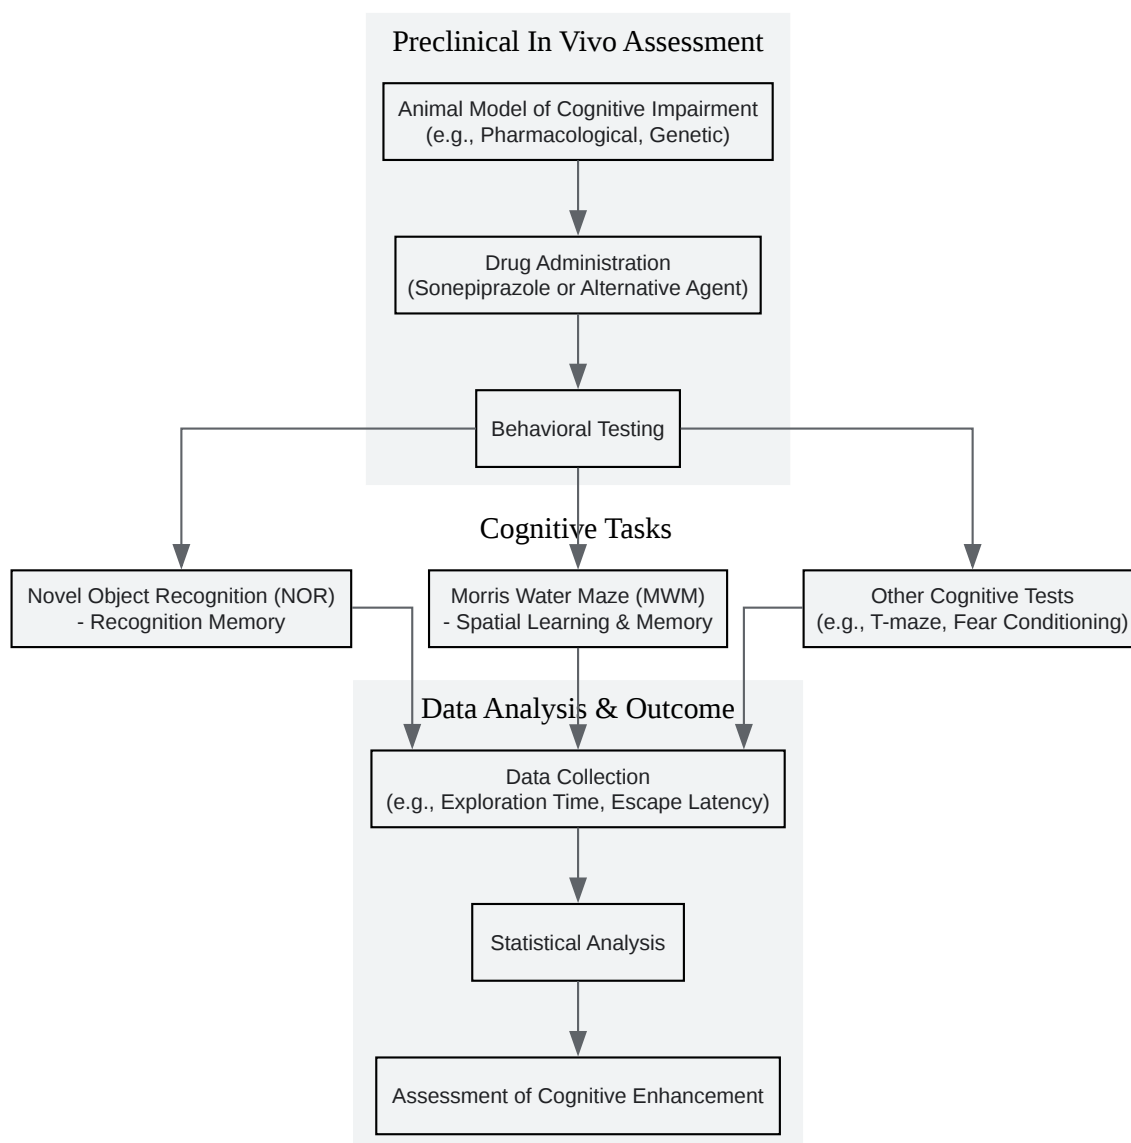 Preclinical In Vivo Assessment
Animal Model of Cognitive Impairment
(e.g., Pharmacological, Genetic)
Drug Administration
(Sonepiprazole or Alternative Agent)
Behavioral Testing
Cognitive Tasks
Novel Object Recognition (NOR)
- Recognition Memory
Morris Water Maze (MWM)
- Spatial Learning & Memory
Other Cognitive Tests
(e.g., T-maze, Fear Conditioning)
Data Analysis & Outcome
Data Collection
(e.g., Exploration Time, Escape Latency)
Statistical Analysis
Assessment of Cognitive Enhancement